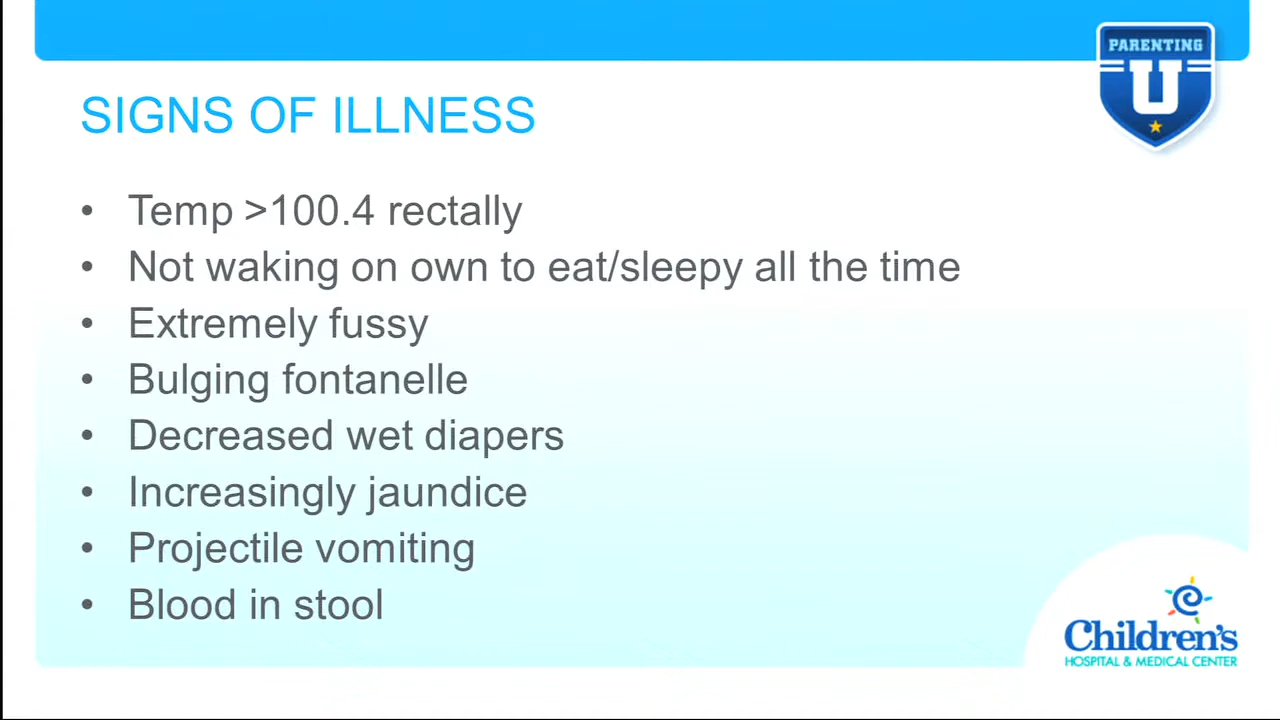 PARENTING
U
SIGNS OF ILLNESS
• Temp >100.4 rectally
• Not waking on own to eat/sleepy all the time
• Extremely fussy
• Bulging fontanelle
• Decreased wet diapers
• Increasingly jaundice
• Projectile vomiting
• Blood in stool
Children's
HOSPITAL & MEDICAL CENTER